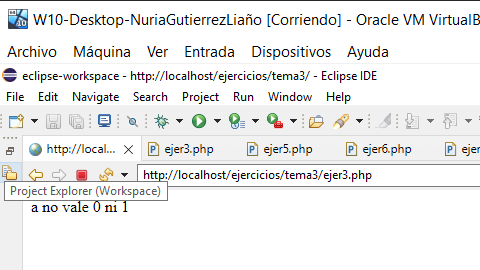 W10-Desktop-NuriaGutierrezLiaño [Corriendo] - Oracle VM VirtualB
Archivo Máquina Ver Entrada Dispositivos Ayuda
eclipse-workspace - http://localhost/ejercicios/tema3/ - Eclipse IDE
File Edit Navigate Search Project Run Window Help
http://local... ejer3.php ejer5.php ejer6.php ejer
http://localhost/ejercicios/tema3/ejer3.php
Project Explorer (Workspace)
a no vale 0 ni 1